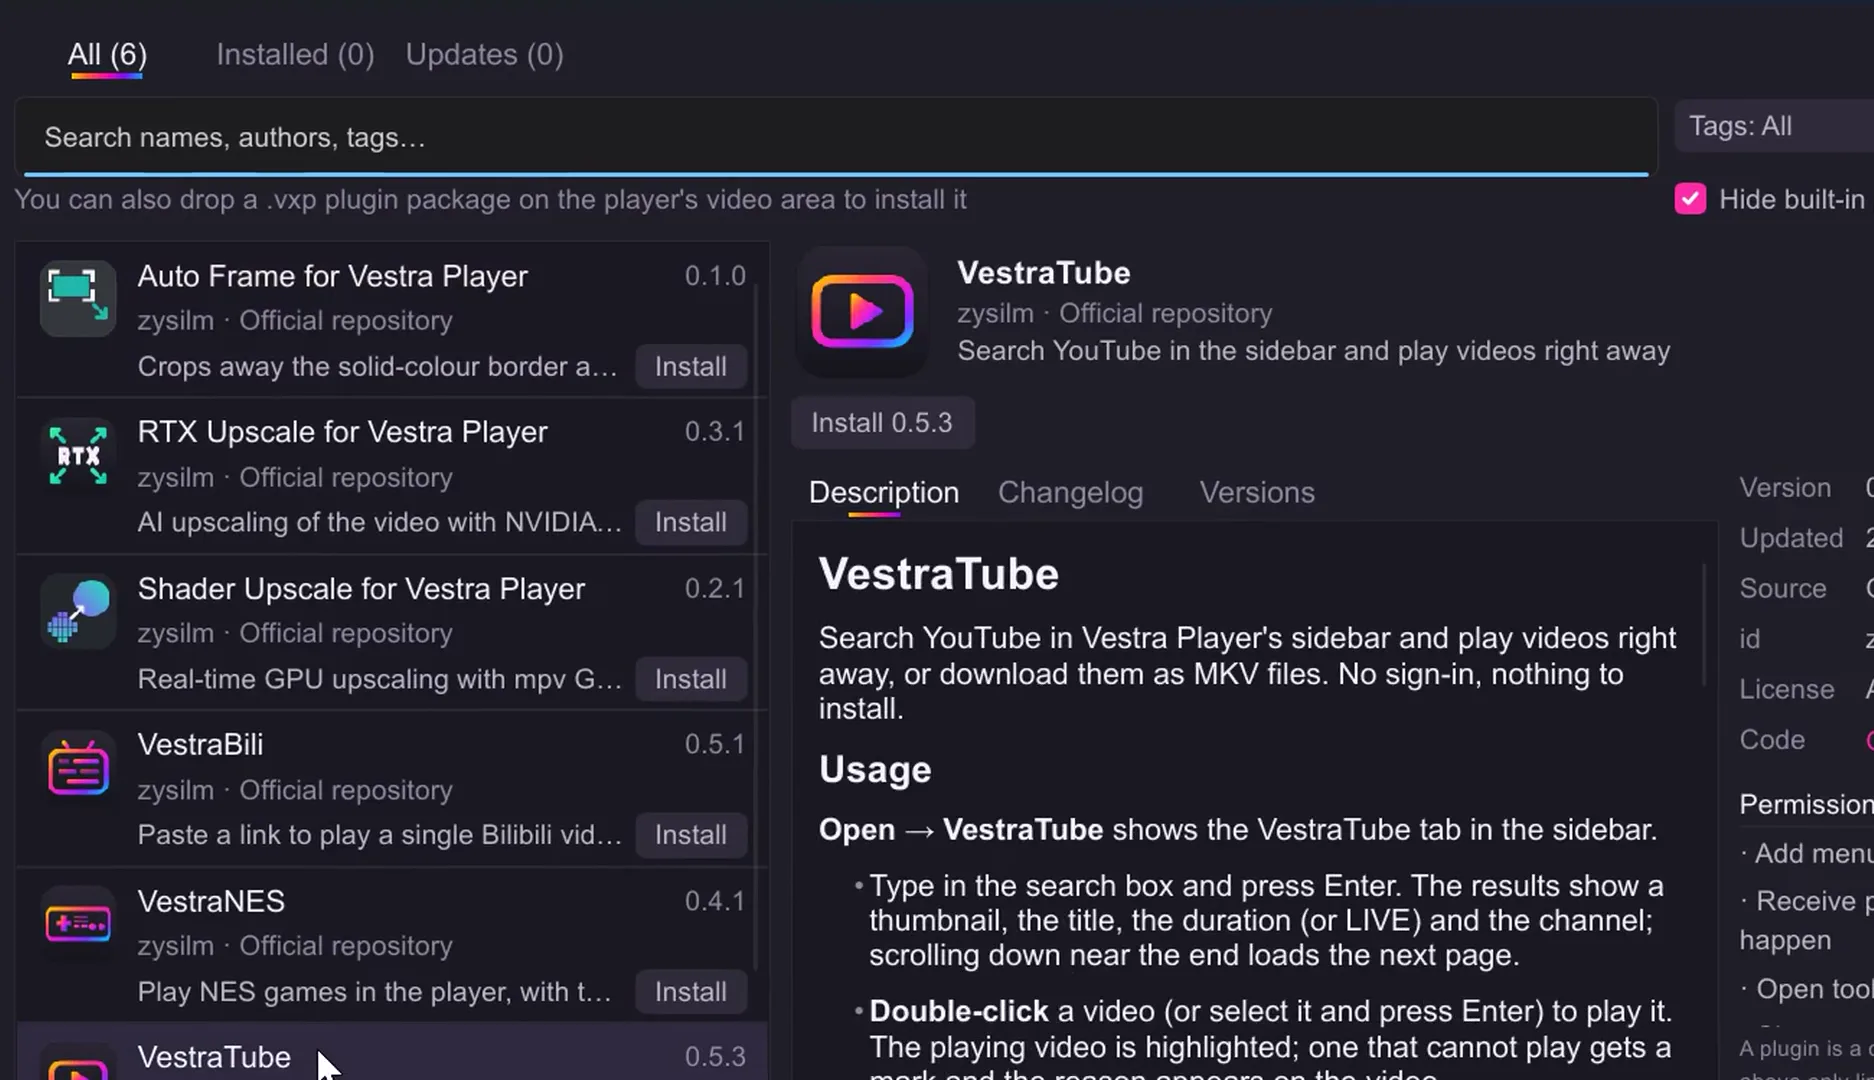 All (6)
Installed (0)
Updates (0)
Search names, authors, tags…
Tags: All
You can also drop a .vxp plugin package on the player's video area to install it
Hide built-in
Auto Frame for Vestra Player
0.1.0
zysilm · Official repository
Crops away the solid-colour border a…
Install
RTX
RTX Upscale for Vestra Player
0.3.1
zysilm · Official repository
AI upscaling of the video with NVIDIA…
Install
Shader Upscale for Vestra Player
0.2.1
zysilm · Official repository
Real-time GPU upscaling with mpv G…
Install
VestraBili
0.5.1
zysilm · Official repository
Paste a link to play a single Bilibili vid…
Install
VestraNES
0.4.1
zysilm · Official repository
Play NES games in the player, with t…
Install
VestraTube
0.5.3
VestraTube
zysilm · Official repository
Search YouTube in the sidebar and play videos right away
Install 0.5.3
Description
Changelog
Versions
VestraTube
Search YouTube in Vestra Player's sidebar and play videos right
away, or download them as MKV files. No sign-in, nothing to
install.
Usage
Open → VestraTube shows the VestraTube tab in the sidebar.
• Type in the search box and press Enter. The results show a
thumbnail, the title, the duration (or LIVE) and the channel;
scrolling down near the end loads the next page.
• Double-click a video (or select it and press Enter) to play it.
The playing video is highlighted; one that cannot play gets a
mark and the reason appears on the video
Version
Updated
Source
id
License
Code
Permission
· Add menu
· Receive
happen
· Open tool
A plugin is a